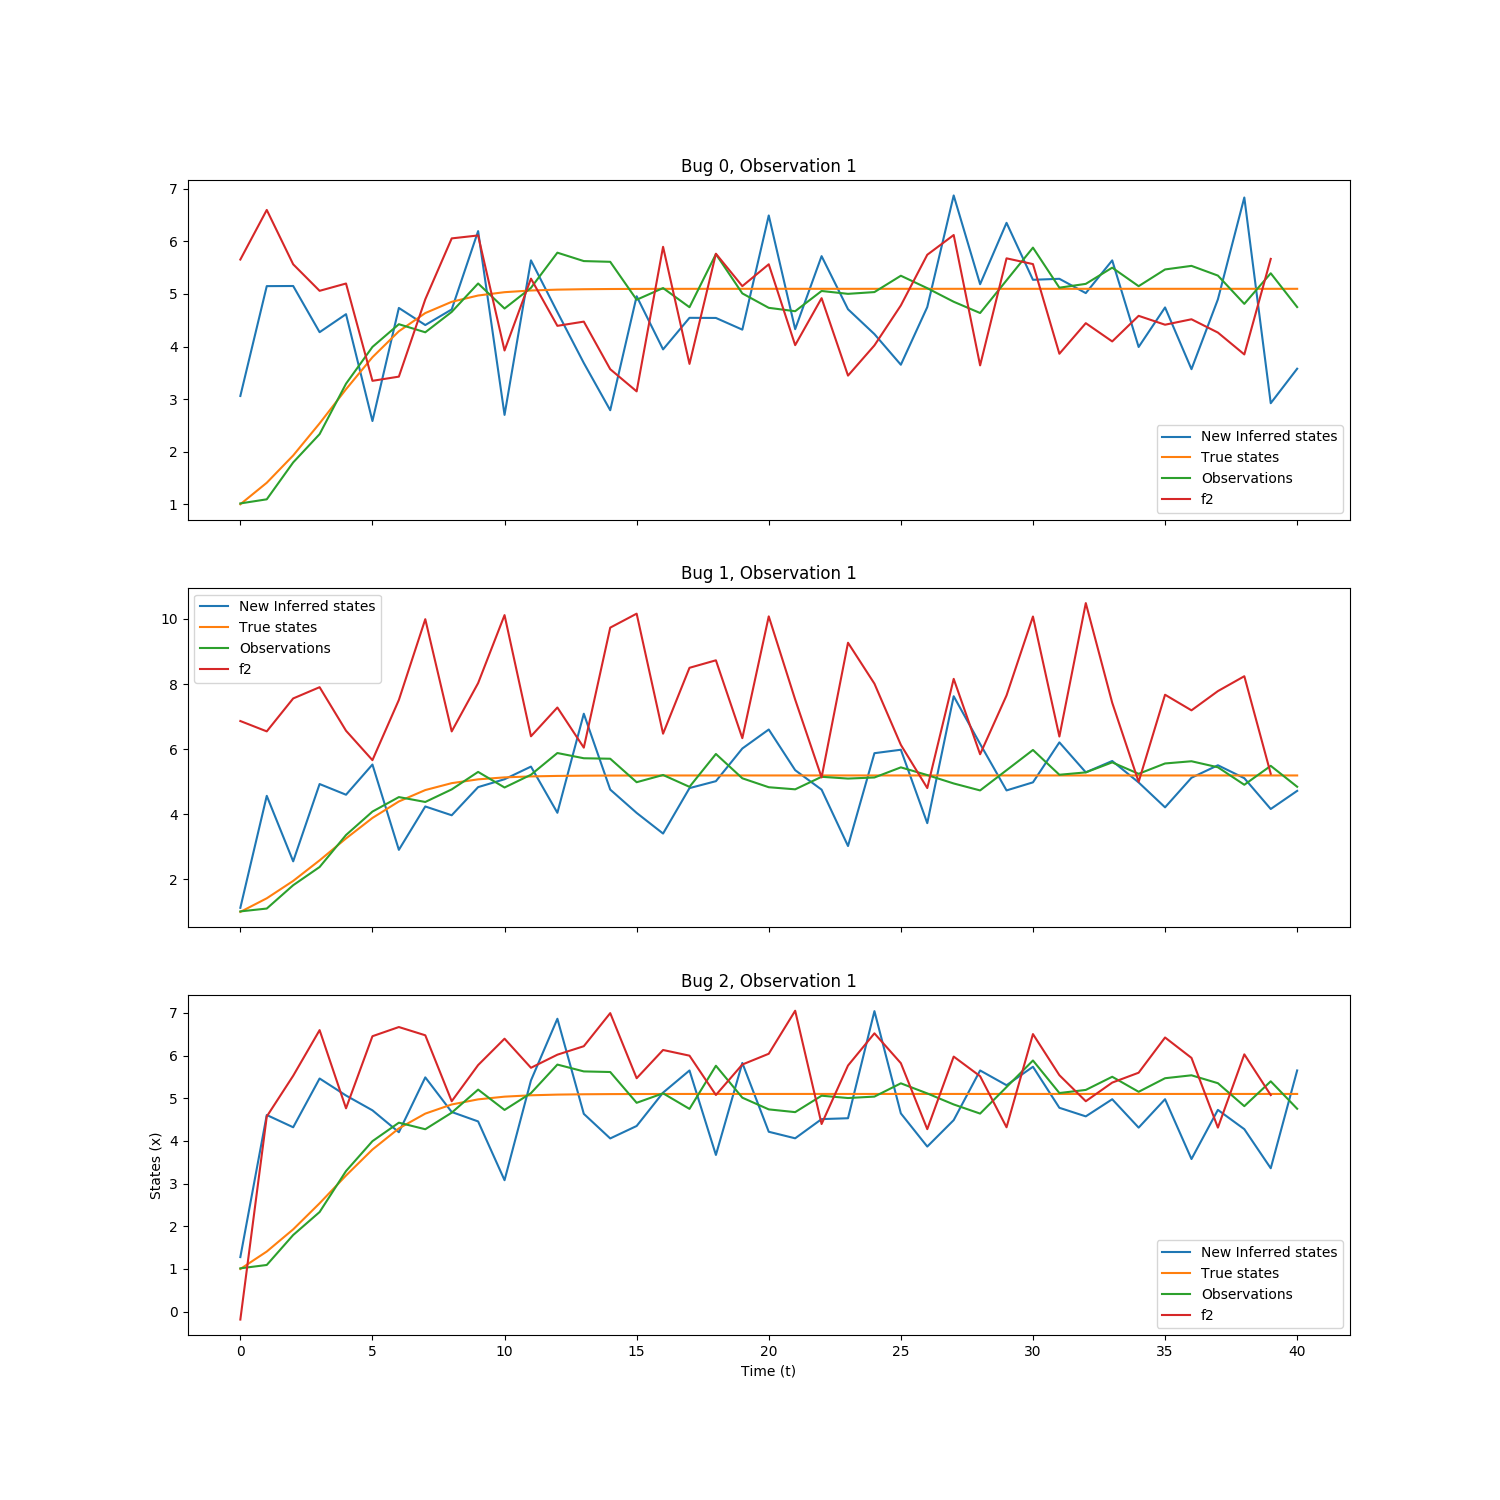 Bug 0, Observation 1
7
6
5
4
3
2
1
New Inferred states
True states
Observations
f2
Bug 1, Observation 1
10
8
6
4
2
New Inferred states
True states
Observations
f2
Bug 2, Observation 1
7
6
5
4
3
2
1
0
States (x)
New Inferred states
True states
Observations
f2
0 5 10 15 20 25 30 35 40
Time (t)